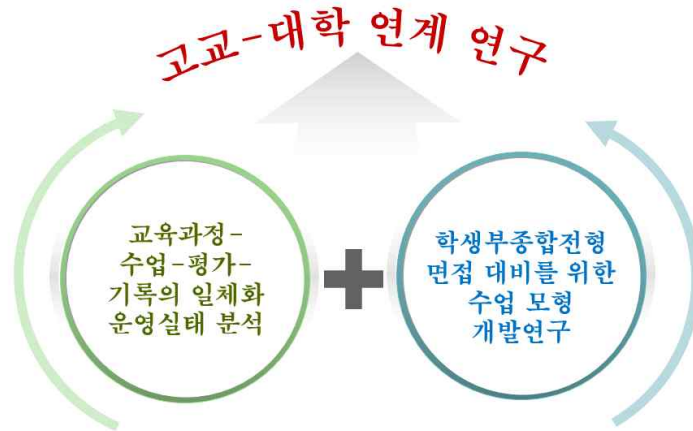 고교-대학 연계 연구
교육과정-
수업-평가-
기록의 일체화
운영실태 분석
학생부종합전형
면접 대비를 위한
수업 모형
개발연구